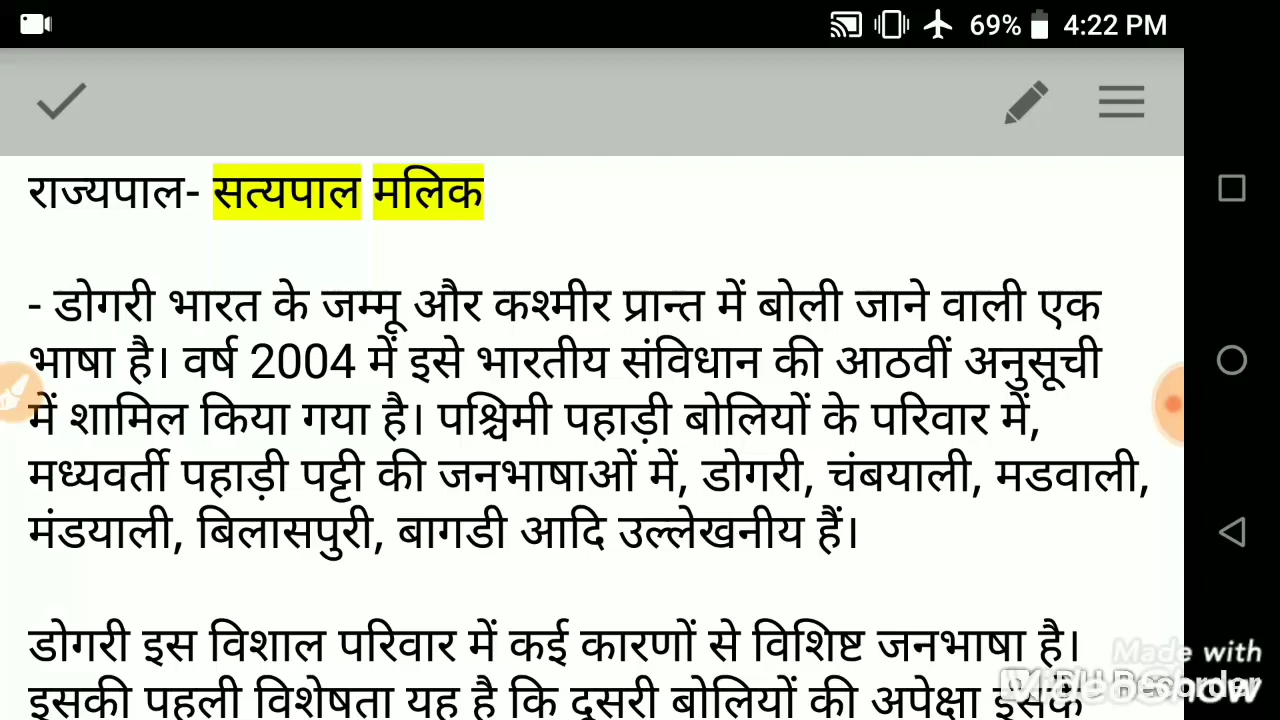 69% 4:22 PM
राज्यपाल- सत्यपाल मलिक
- डोगरी भारत के जम्मू और कश्मीर प्रान्त में बोली जाने वाली एक
भाषा है। वर्ष 2004 में इसे भारतीय संविधान की आठवीं अनुसूची
में शामिल किया गया है। पश्चिमी पहाड़ी बोलियों के परिवार में,
मध्यवर्ती पहाड़ी पट्टी की जनभाषाओं में, डोगरी, चंबयाली, मडवाली,
मंडयाली, बिलासपुरी, बागडी आदि उल्लेखनीय हैं।
डोगरी इस विशाल परिवार में कई कारणों से विशिष्ट जनभाषा है।
इसकी पहली विशेषता यह है कि दूसरी बोलियों की अपेक्षा इसके
Made with